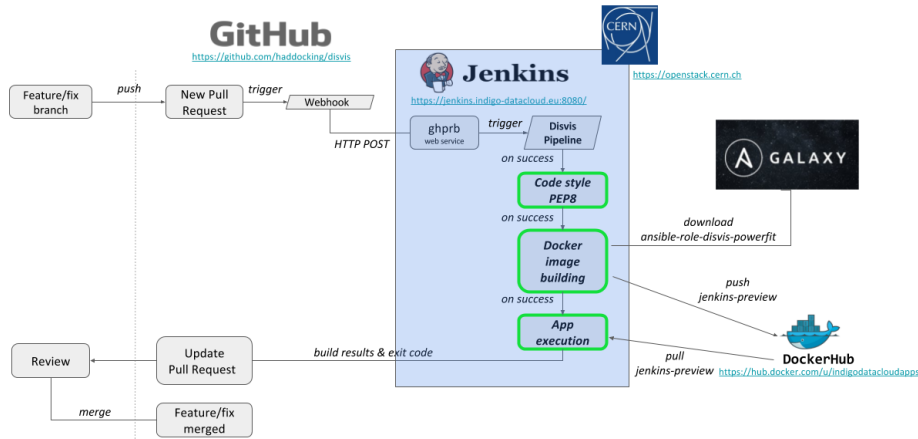 GitHub
https://github.com/haddocking/disvis
CERN
https://openstack.cern.ch
Jenkins
https://jenkins.indigo-datacloud.eu:8080/
Feature/fix
branch
push
New Pull
Request
trigger
Webhook
HTTP POST
ghprb
web service
trigger
Disvis
Pipeline
on success
Code style
PEP8
on success
Docker
image
building
on success
App
execution
A GALAXY
download
ansible-role-disvis-powerfit
push
jenkins-preview
DockerHub
https://hub.docker.com/u/indigodatacloudapps
pull
jenkins-preview
build results & exit code
Update
Pull Request
Review
merge
Feature/fix
merged